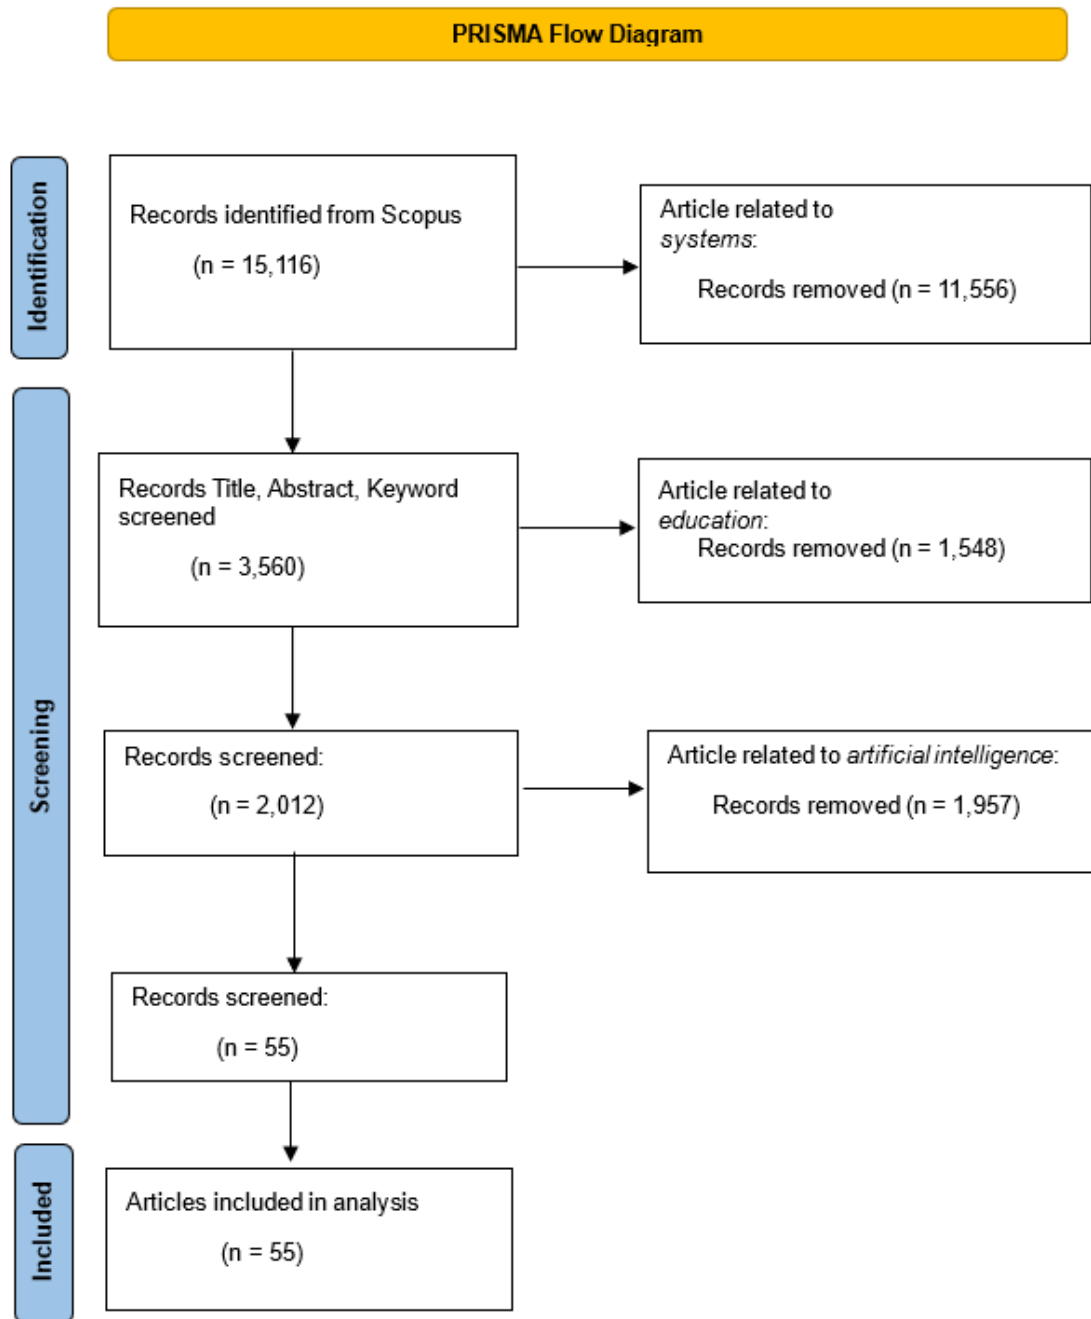 PRISMA Flow Diagram
Identification
Records identified from Scopus
(n = 15,116)
Article related to
systems:
Records removed (n = 11,556)
Screening
Records Title, Abstract, Keyword
screened
(n = 3,560)
Article related to
education:
Records removed (n = 1,548)
Records screened:
(n = 2,012)
Article related to artificial intelligence:
Records removed (n = 1,957)
Records screened:
(n = 55)
Included
Articles included in analysis
(n = 55)